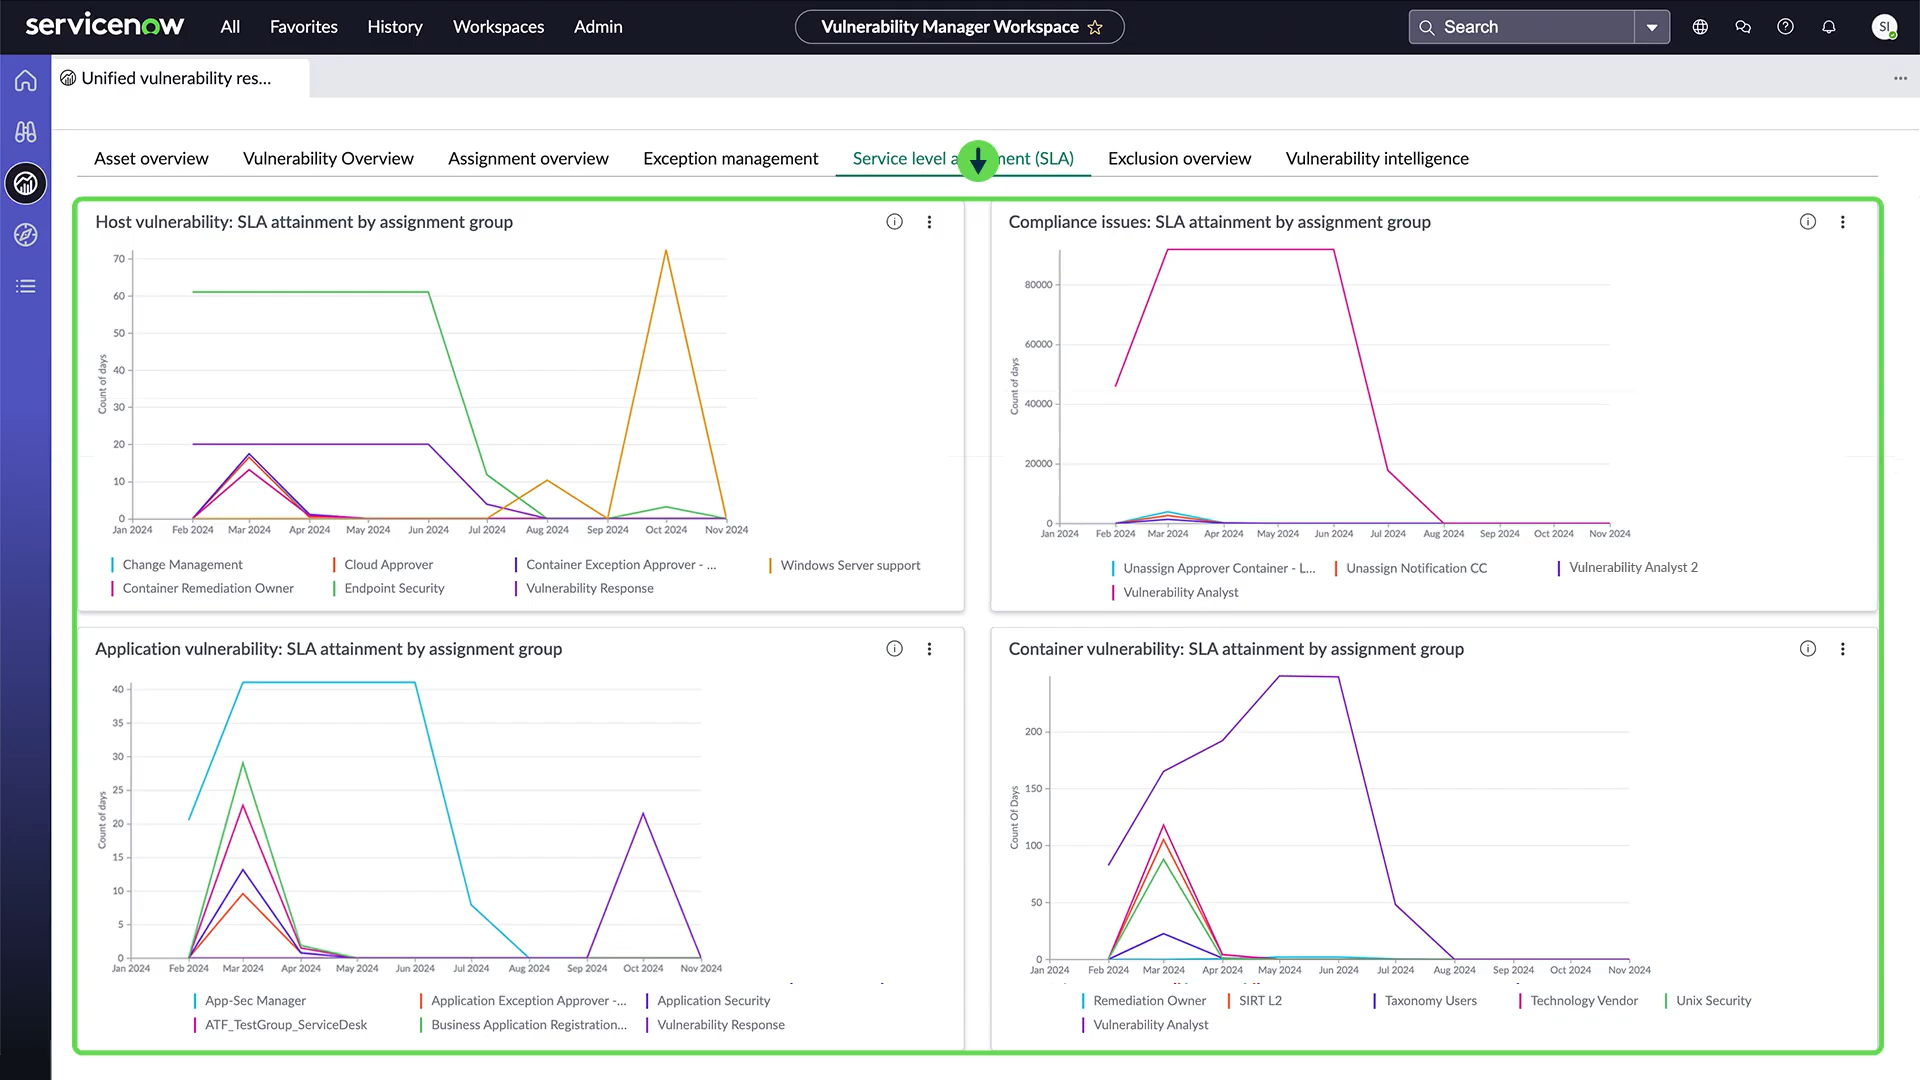 servicenow All Favorites History Workspaces Admin Vulnerability Manager Workspace Search SI
Unified vulnerability res...
Asset overview Vulnerability Overview Assignment overview Exception management Service level a ment (SLA) Exclusion overview Vulnerability intelligence
Host vulnerability: SLA attainment by assignment group
Count of days
70
60
50
40
30
20
10
0
Jan 2024 Feb 2024 Mar 2024 Apr 2024 May 2024 Jun 2024 Jul 2024 Aug 2024 Sep 2024 Oct 2024 Nov 2024
Change Management Cloud Approver Container Exception Approver - ... Windows Server support
Container Remediation Owner Endpoint Security Vulnerability Response
Compliance issues: SLA attainment by assignment group
Count of days
80000
60000
40000
20000
0
Jan 2024 Feb 2024 Mar 2024 Apr 2024 May 2024 Jun 2024 Jul 2024 Aug 2024 Sep 2024 Oct 2024 Nov 2024
Unassign Approver Container - L... Unassign Notification CC Vulnerability Analyst 2
Vulnerability Analyst
Application vulnerability: SLA attainment by assignment group
Count of days
40
35
30
25
20
15
10
5
0
Jan 2024 Feb 2024 Mar 2024 Apr 2024 May 2024 Jun 2024 Jul 2024 Aug 2024 Sep 2024 Oct 2024 Nov 2024
App-Sec Manager Application Exception Approver -... Application Security
ATF_TestGroup_ServiceDesk Business Application Registration... Vulnerability Response
Container vulnerability: SLA attainment by assignment group
Count Of Days
200
150
100
50
0
Jan 2024 Feb 2024 Mar 2024 Apr 2024 May 2024 Jun 2024 Jul 2024 Aug 2024 Sep 2024 Oct 2024 Nov 2024
Remediation Owner SIRT L2 Taxonomy Users Technology Vendor Unix Security
Vulnerability Analyst